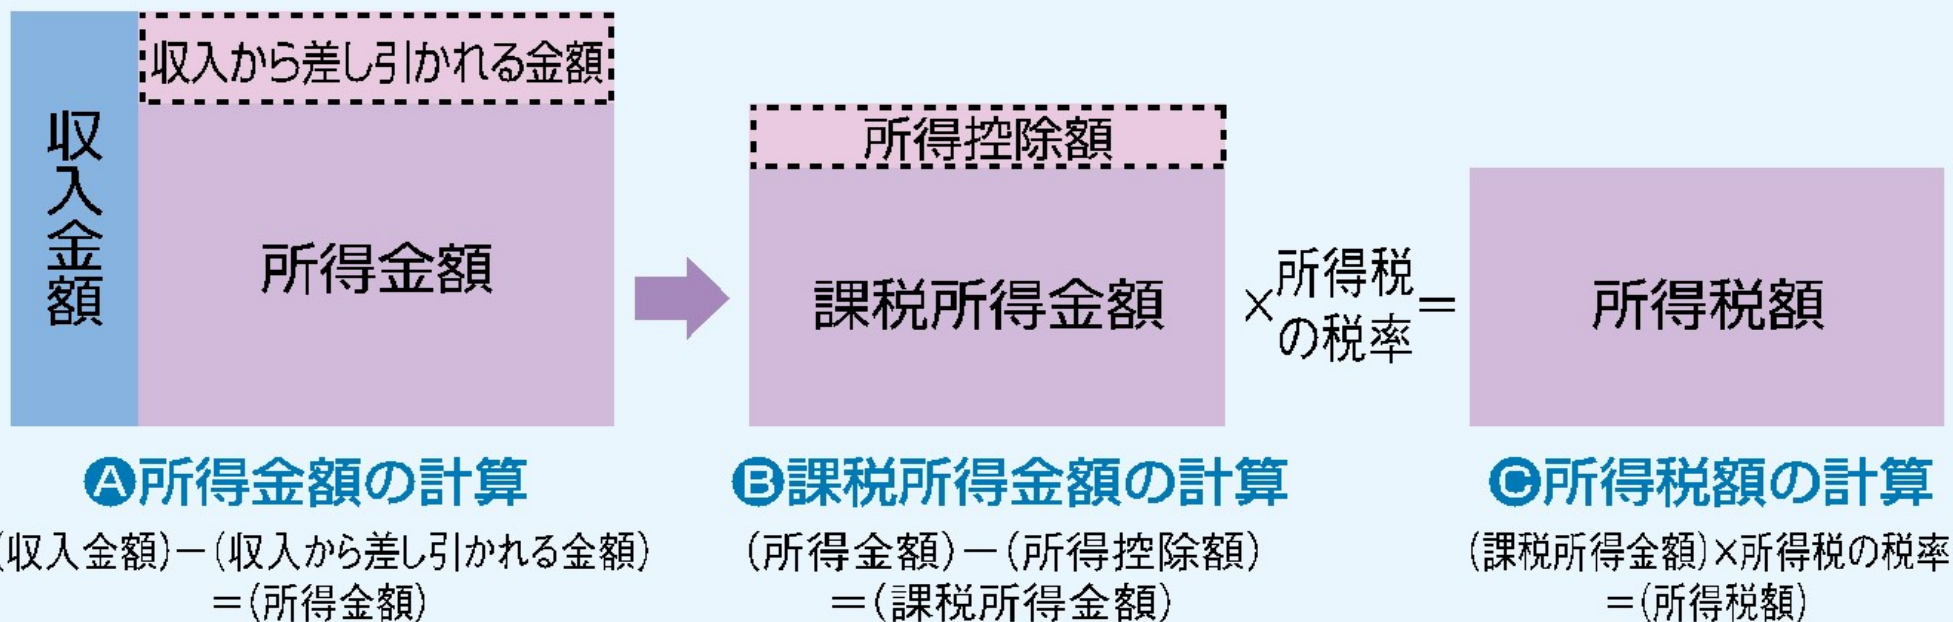 収入金額
収入から差し引かれる金額
所得金額
所得控除額
課税所得金額
×所得税の税率=
所得税額
Ⓐ所得金額の計算
(収入金額)−(収入から差し引かれる金額)
=(所得金額)
Ⓑ課税所得金額の計算
(所得金額)−(所得控除額)
=(課税所得金額)
Ⓒ所得税額の計算
(課税所得金額)×所得税の税率
=(所得税額)